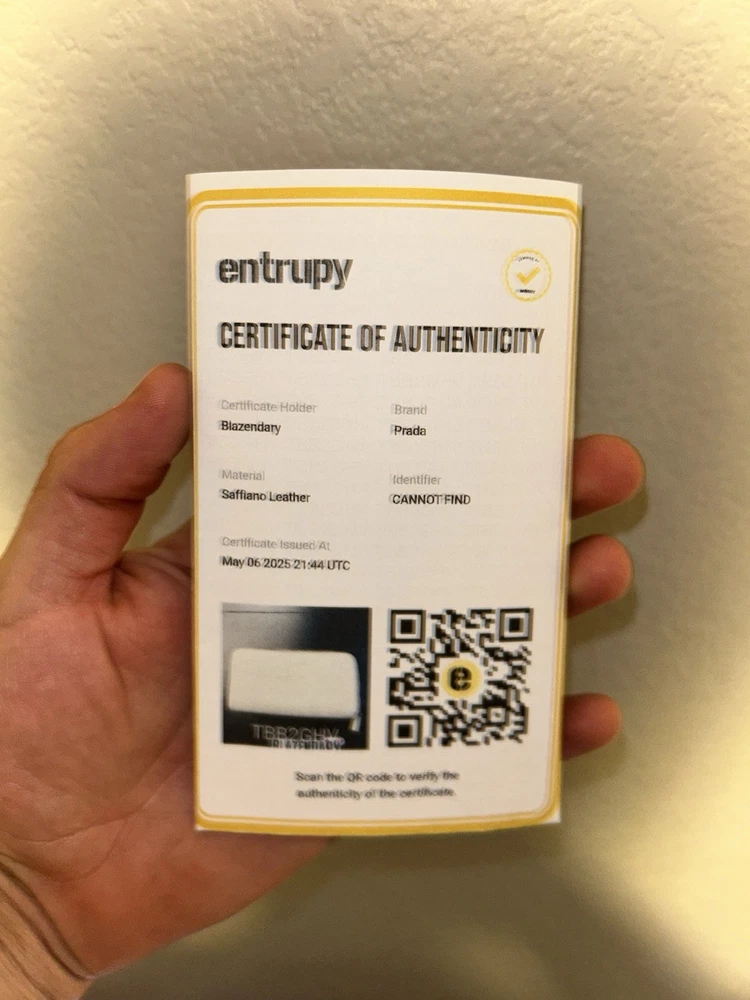 entrupy
CERTIFICATE OF AUTHENTICITY
Certificate Holder
Blazendary
Brand
Prada
Material
Saffiano Leather
Identifier
CANNOT FIND
Certificate Issued At
May 06 2025 21:44 UTC
BLAZENDARY
e
Scan the QR code to verify the
authenticity of the certificate.